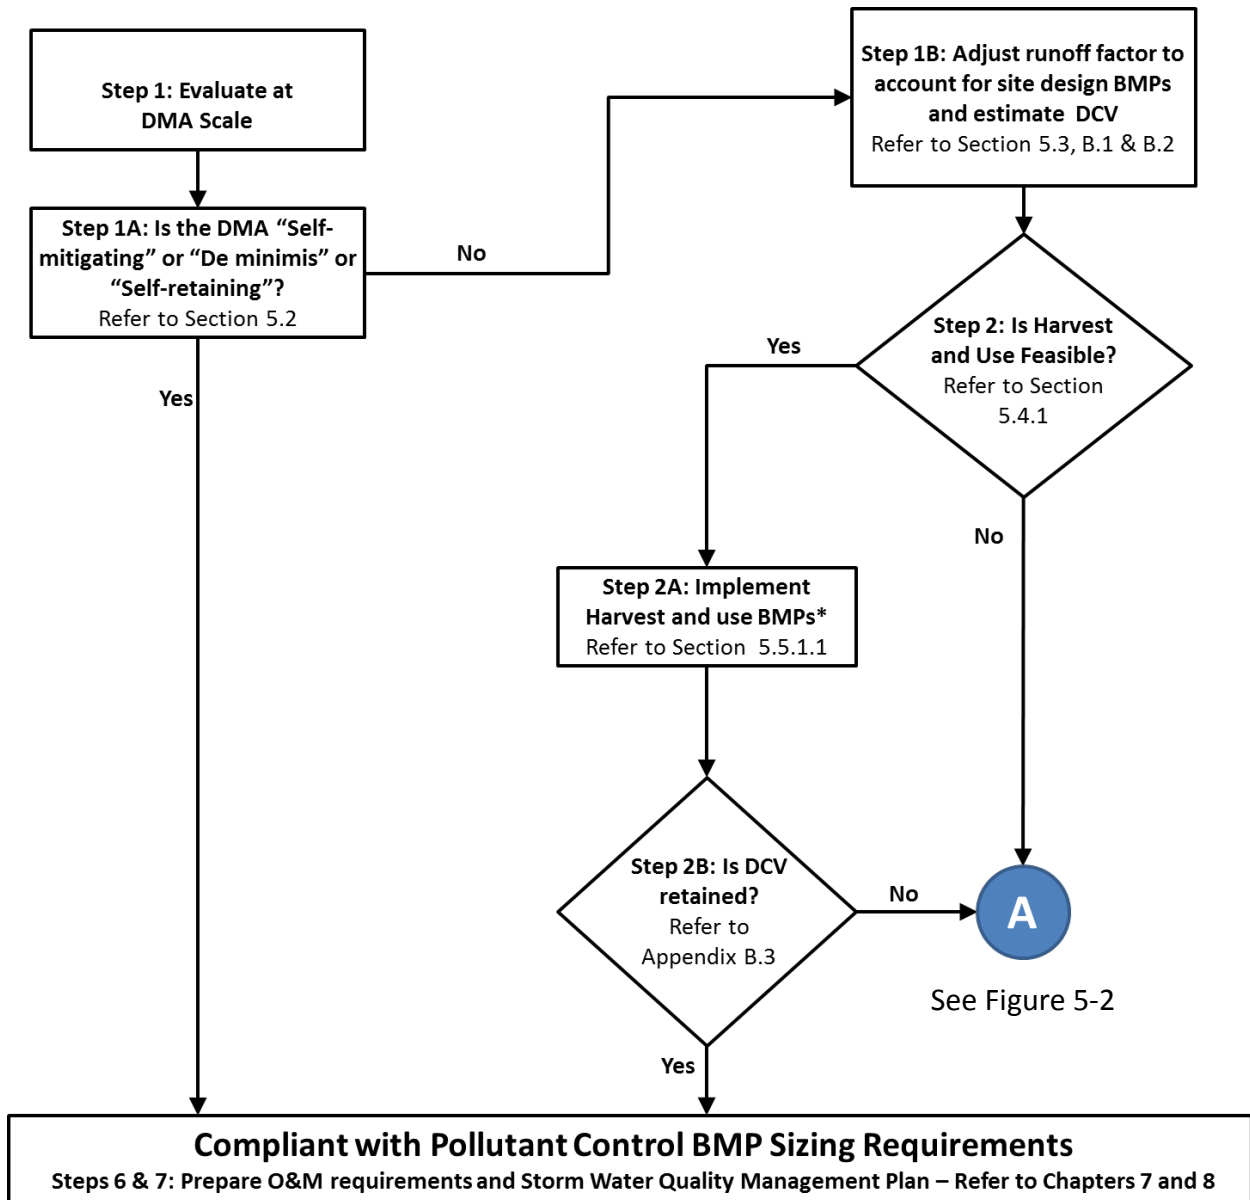 Step 1: Evaluate at
DMA Scale
Step 1A: Is the DMA “Self-
mitigating” or “De minimis” or
“Self-retaining”?
Refer to Section 5.2
No
Yes
Step 1B: Adjust runoff factor to
account for site design BMPs
and estimate DCV
Refer to Section 5.3, B.1 & B.2
Step 2: Is Harvest
and Use Feasible?
Refer to Section
5.4.1
Yes
No
Step 2A: Implement
Harvest and use BMPs*
Refer to Section 5.5.1.1
Step 2B: Is DCV
retained?
Refer to
Appendix B.3
No
A
See Figure 5-2
Yes
Compliant with Pollutant Control BMP Sizing Requirements
Steps 6 & 7: Prepare O&M requirements and Storm Water Quality Management Plan – Refer to Chapters 7 and 8